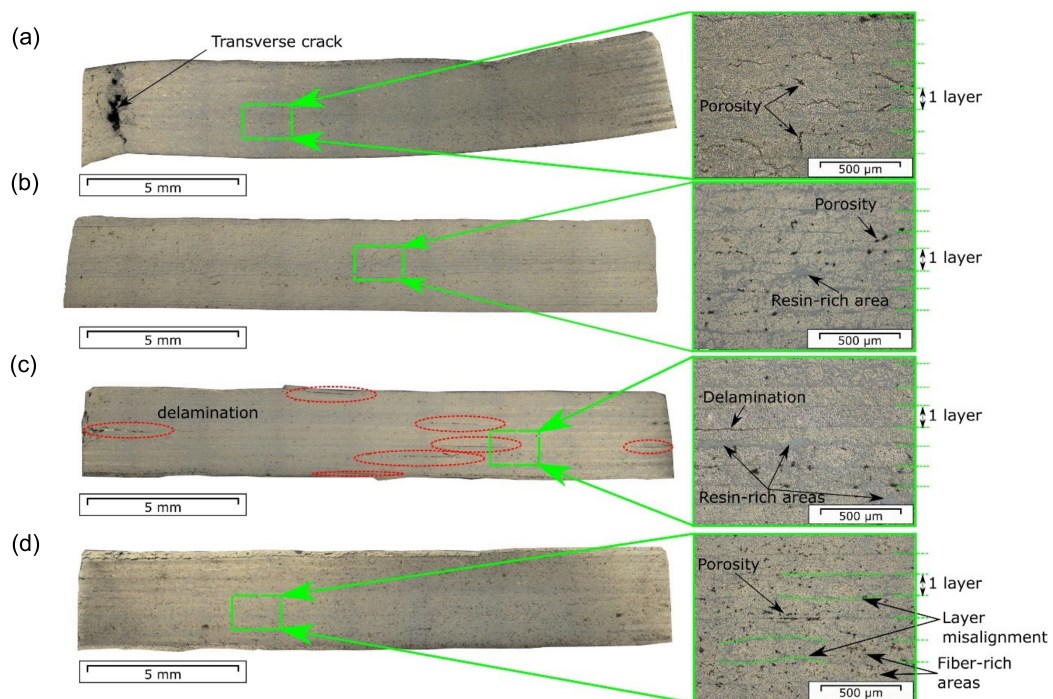 (a)
Transverse crack
Porosity
1 layer
500 µm
5 mm
(b)
Porosity
1 layer
Resin-rich area
500 µm
5 mm
(c)
delamination
Delamination
1 layer
Resin-rich areas
500 µm
5 mm
(d)
Porosity
1 layer
Layer
misalignment
Fiber-rich
areas
500 µm
5 mm